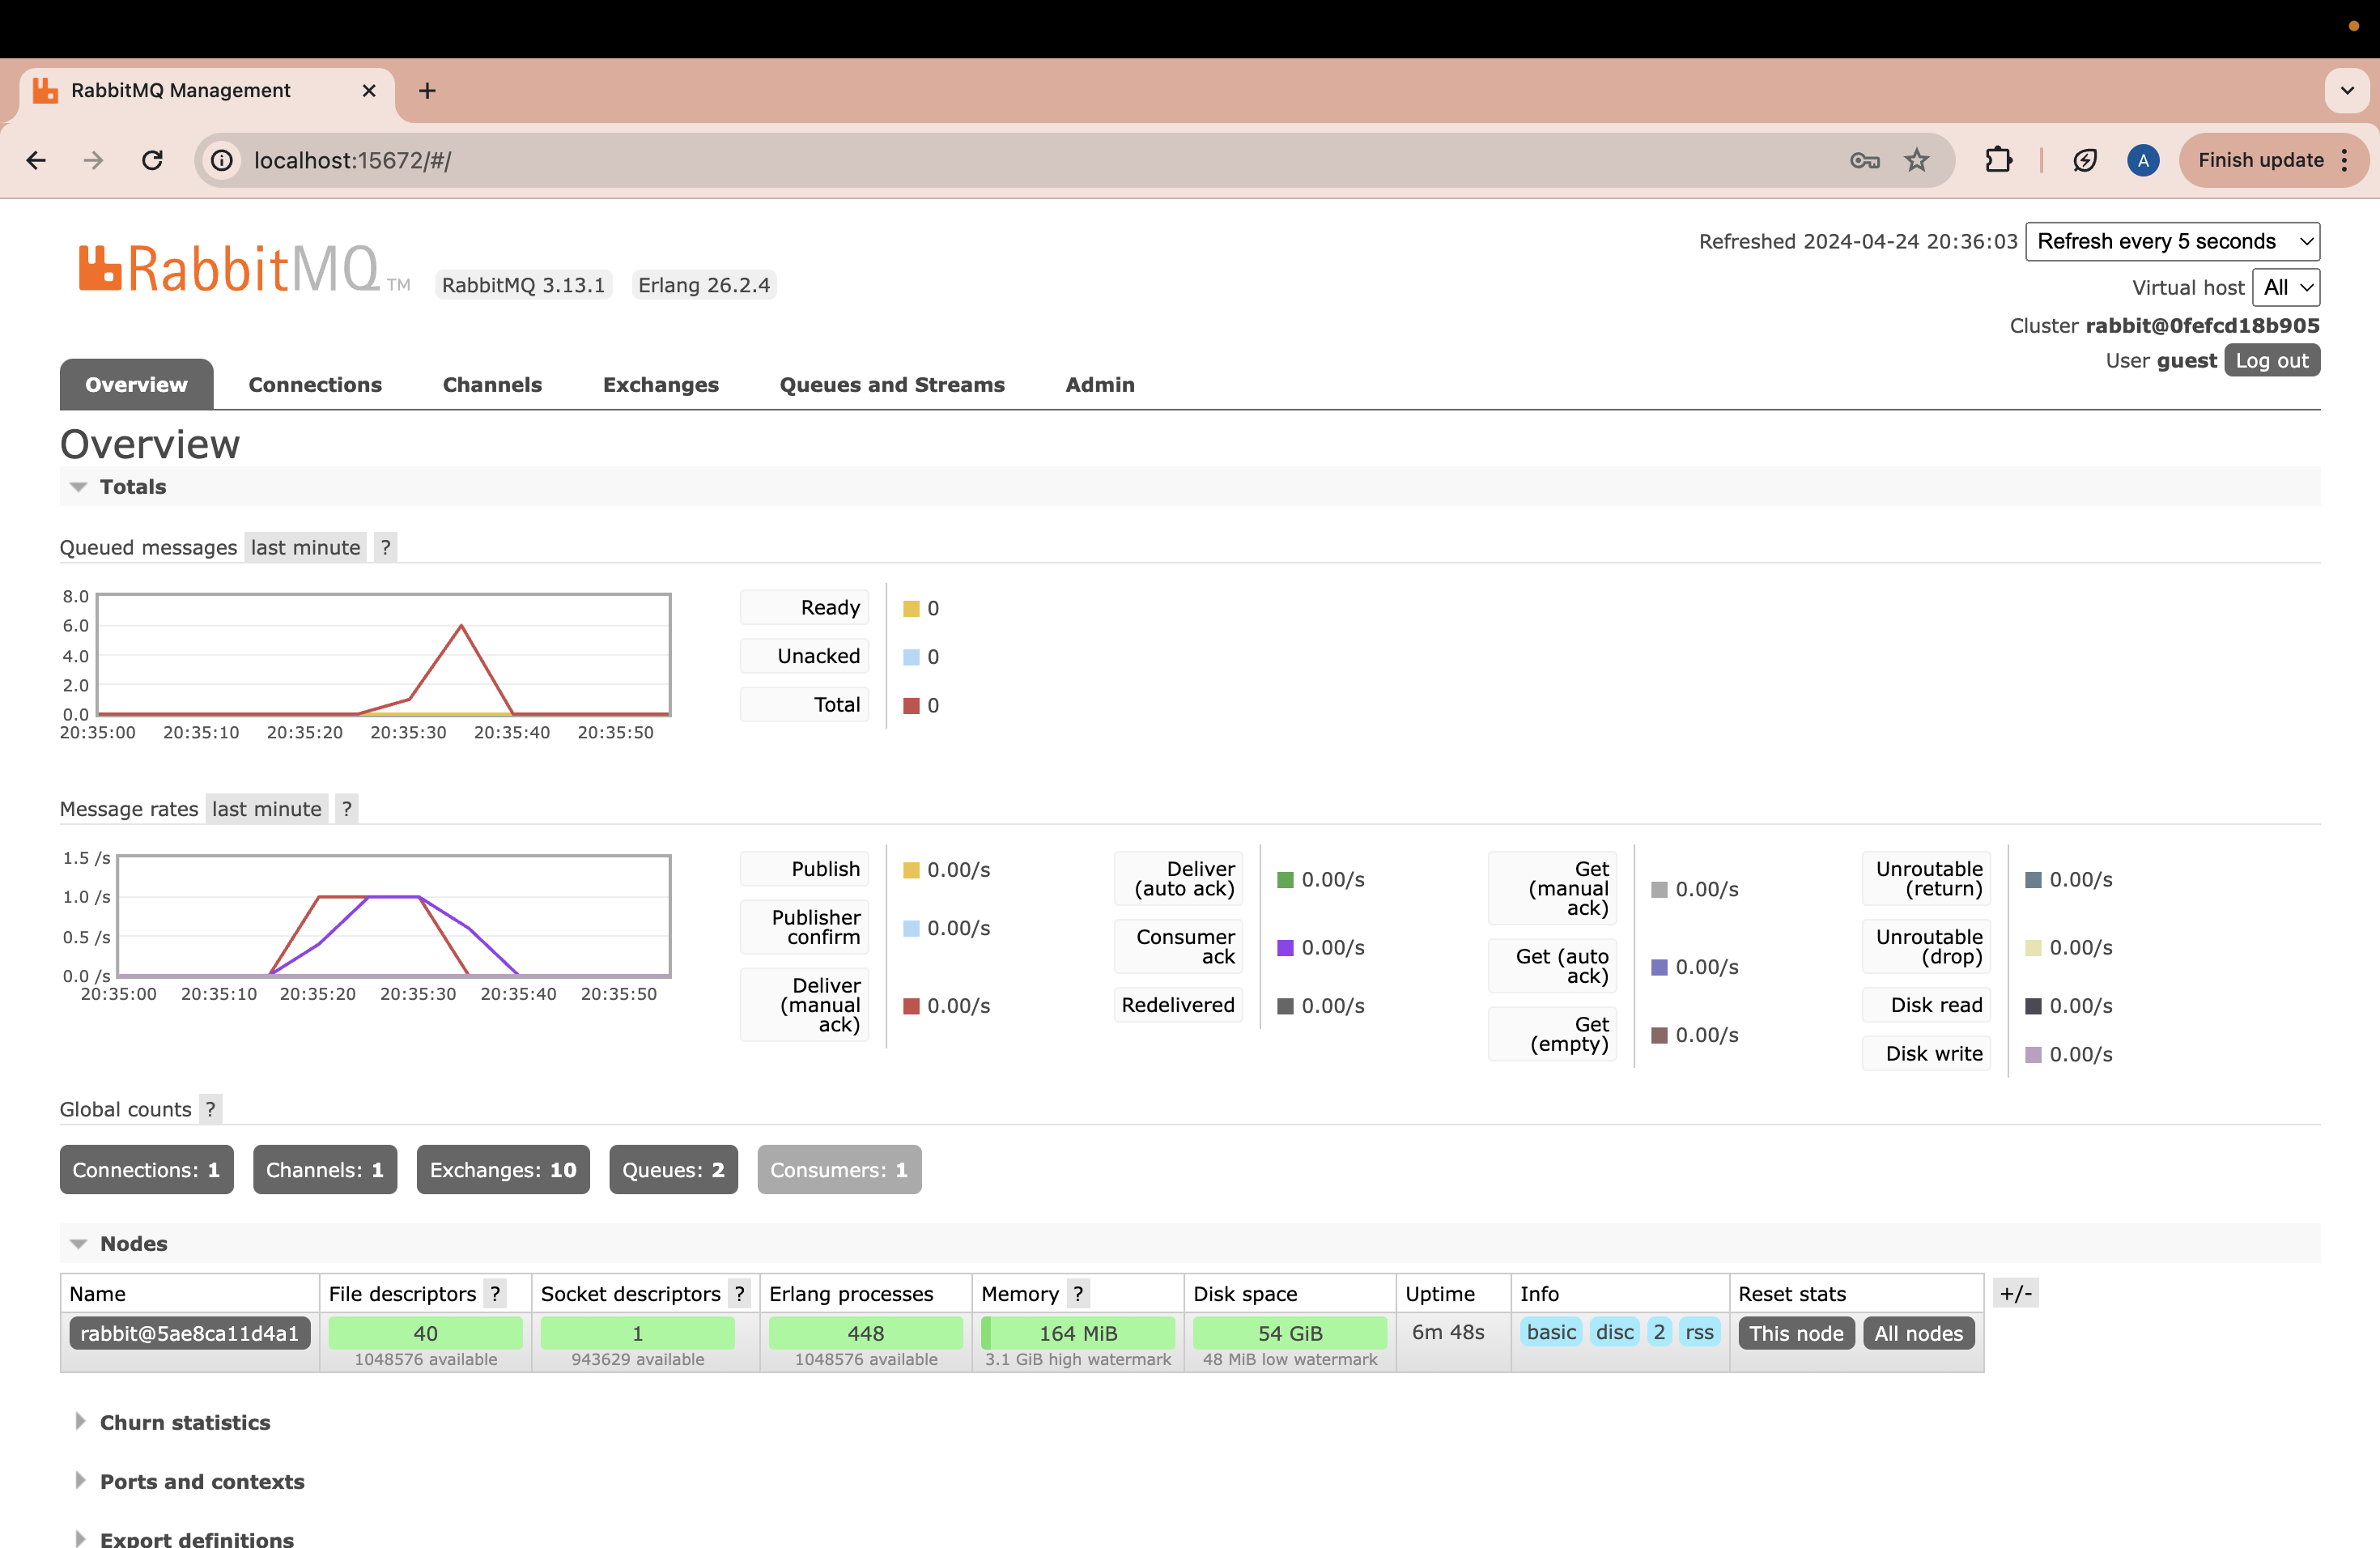 RabbitMQ Management
localhost:15672/#/
A
Finish update
RabbitMQ TM
RabbitMQ 3.13.1
Erlang 26.2.4
Refreshed 2024-04-24 20:36:03 Refresh every 5 seconds
Virtual host All
Cluster rabbit@0fefcd18b905
User guest Log out
Overview Connections Channels Exchanges Queues and Streams Admin
Overview
Totals
Queued messages last minute ?
8.0
6.0
4.0
2.0
0.0
20:35:00 20:35:10 20:35:20 20:35:30 20:35:40 20:35:50
Ready 0
Unacked 0
Total 0
Message rates last minute ?
1.5 /s
1.0 /s
0.5 /s
0.0 /s
20:35:00 20:35:10 20:35:20 20:35:30 20:35:40 20:35:50
Publish 0.00/s
Publisher
confirm 0.00/s
Deliver
(manual
ack) 0.00/s
Deliver
(auto ack) 0.00/s
Consumer
ack 0.00/s
Redelivered 0.00/s
Get
(manual
ack) 0.00/s
Get (auto
ack) 0.00/s
Get
(empty) 0.00/s
Unroutable
(return) 0.00/s
Unroutable
(drop) 0.00/s
Disk read 0.00/s
Disk write 0.00/s
Global counts ?
Connections: 1 Channels: 1 Exchanges: 10 Queues: 2 Consumers: 1
Nodes
Name File descriptors ? Socket descriptors ? Erlang processes Memory ? Disk space Uptime Info Reset stats +/-
rabbit@5ae8ca11d4a1 40 1 448 164 MiB 54 GiB 6m 48s basic disc 2 rss This node All nodes
1048576 available 943629 available 1048576 available 3.1 GiB high watermark 48 MiB low watermark
Churn statistics
Ports and contexts
Export definitions